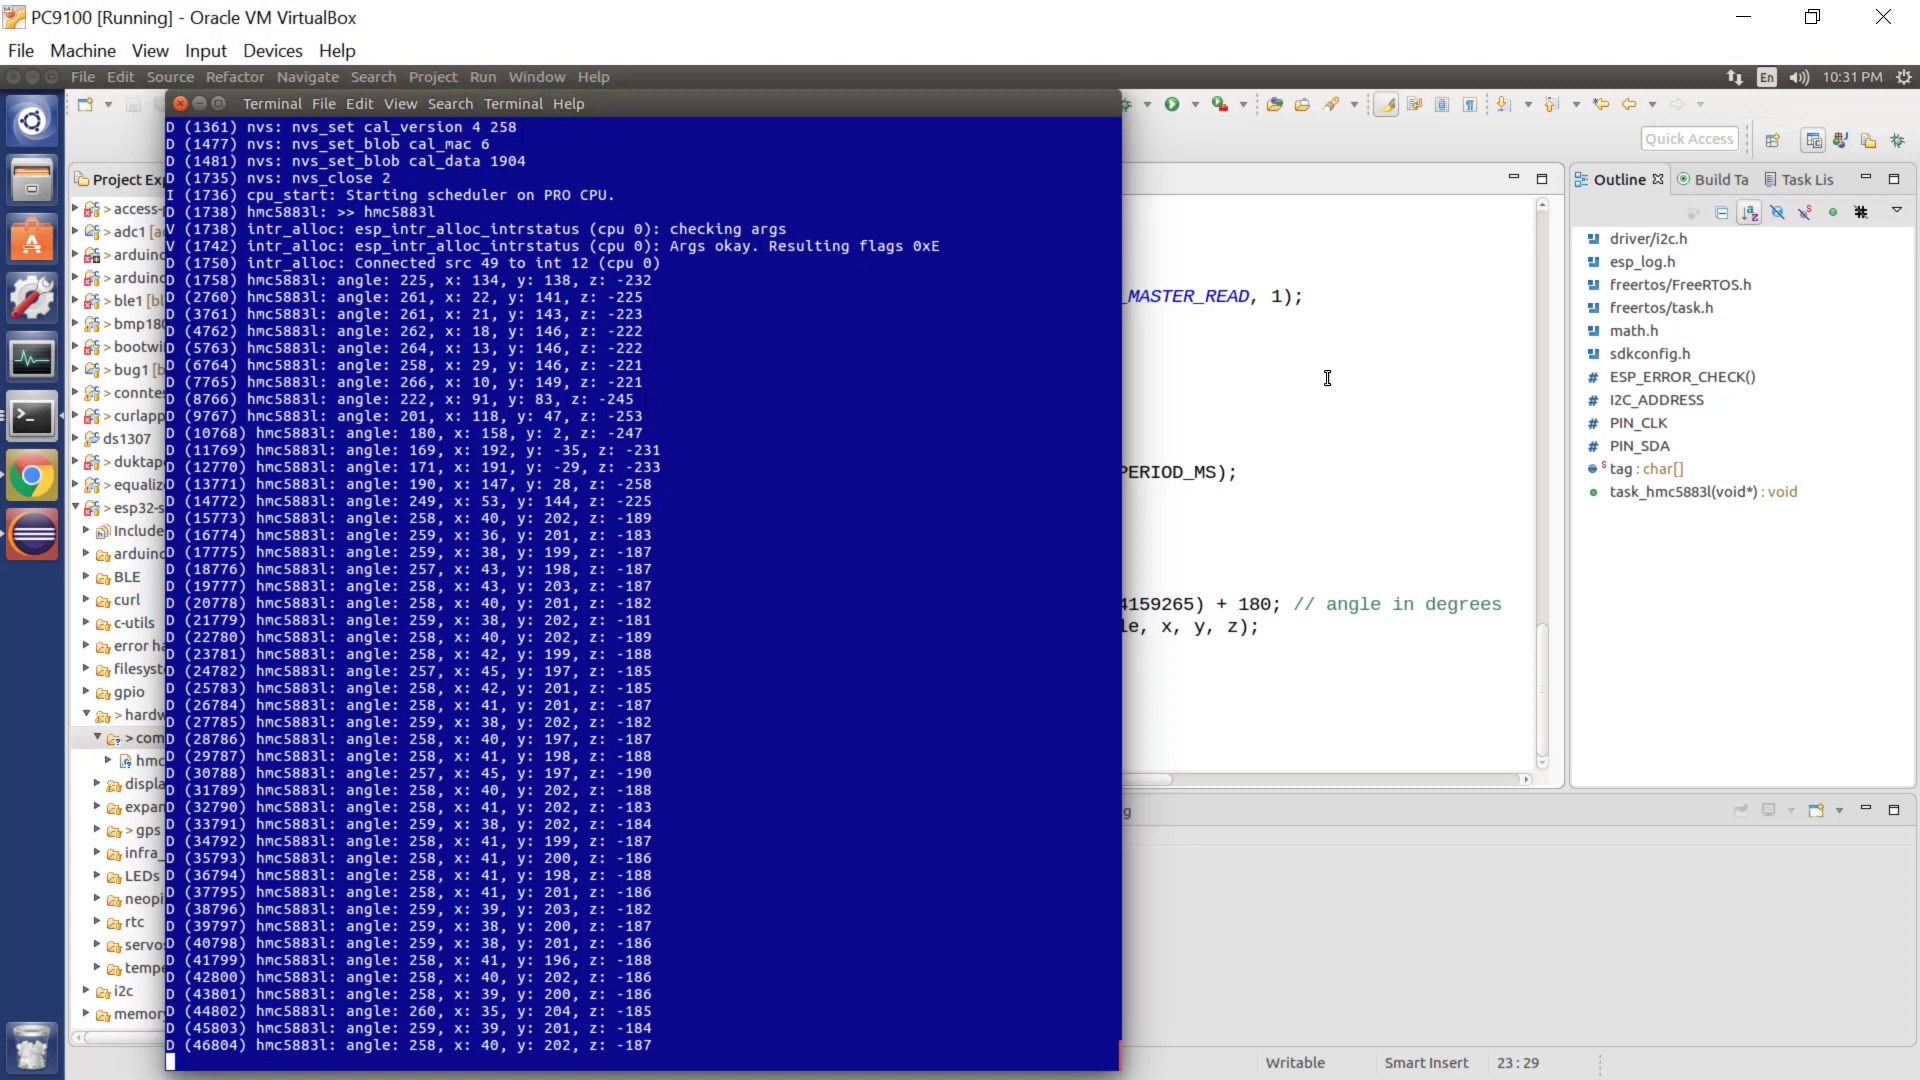 PC9100 [Running] - Oracle VM VirtualBox
File Machine View Input Devices Help
File Edit Source Refactor Navigate Search Project Run Window Help
En 10:31 PM
Terminal File Edit View Search Terminal Help
Quick Access
D (1361) nvs: nvs_set cal_version 4 258
D (1477) nvs: nvs_set_blob cal_mac 6
D (1481) nvs: nvs_set_blob cal_data 1904
D (1735) nvs: nvs_close 2
I (1736) cpu_start: Starting scheduler on PRO CPU.
D (1738) hmc5883l: >> hmc5883l
V (1738) intr_alloc: esp_intr_alloc_intrstatus (cpu 0): checking args
V (1742) intr_alloc: esp_intr_alloc_intrstatus (cpu 0): Args okay. Resulting flags 0xE
D (1750) intr_alloc: Connected src 49 to int 12 (cpu 0)
D (1758) hmc5883l: angle: 225, x: 134, y: 138, z: -232
D (2760) hmc5883l: angle: 261, x: 22, y: 141, z: -225
D (3761) hmc5883l: angle: 261, x: 21, y: 143, z: -223
D (4762) hmc5883l: angle: 262, x: 18, y: 146, z: -222
D (5763) hmc5883l: angle: 264, x: 13, y: 146, z: -222
D (6764) hmc5883l: angle: 258, x: 29, y: 146, z: -221
D (7765) hmc5883l: angle: 266, x: 10, y: 149, z: -221
D (8766) hmc5883l: angle: 222, x: 91, y: 83, z: -245
D (9767) hmc5883l: angle: 201, x: 118, y: 47, z: -253
D (10768) hmc5883l: angle: 180, x: 158, y: 2, z: -247
D (11769) hmc5883l: angle: 169, x: 192, y: -35, z: -231
D (12770) hmc5883l: angle: 171, x: 191, y: -29, z: -233
D (13771) hmc5883l: angle: 190, x: 147, y: 28, z: -258
D (14772) hmc5883l: angle: 249, x: 53, y: 144, z: -225
D (15773) hmc5883l: angle: 258, x: 40, y: 202, z: -189
D (16774) hmc5883l: angle: 259, x: 36, y: 201, z: -183
D (17775) hmc5883l: angle: 259, x: 38, y: 199, z: -187
D (18776) hmc5883l: angle: 257, x: 43, y: 198, z: -187
D (19777) hmc5883l: angle: 258, x: 43, y: 203, z: -187
D (20778) hmc5883l: angle: 258, x: 40, y: 201, z: -182
D (21779) hmc5883l: angle: 259, x: 38, y: 202, z: -181
D (22780) hmc5883l: angle: 258, x: 40, y: 202, z: -189
D (23781) hmc5883l: angle: 258, x: 42, y: 199, z: -188
D (24782) hmc5883l: angle: 257, x: 45, y: 197, z: -185
D (25783) hmc5883l: angle: 258, x: 42, y: 201, z: -185
D (26784) hmc5883l: angle: 258, x: 41, y: 201, z: -187
D (27785) hmc5883l: angle: 259, x: 38, y: 202, z: -182
D (28786) hmc5883l: angle: 258, x: 40, y: 197, z: -187
D (29787) hmc5883l: angle: 258, x: 41, y: 198, z: -188
D (30788) hmc5883l: angle: 257, x: 45, y: 197, z: -190
D (31789) hmc5883l: angle: 258, x: 40, y: 202, z: -188
D (32790) hmc5883l: angle: 258, x: 41, y: 202, z: -183
D (33791) hmc5883l: angle: 259, x: 38, y: 202, z: -184
D (34792) hmc5883l: angle: 258, x: 41, y: 199, z: -187
D (35793) hmc5883l: angle: 258, x: 41, y: 200, z: -186
D (36794) hmc5883l: angle: 258, x: 41, y: 198, z: -188
D (37795) hmc5883l: angle: 258, x: 41, y: 201, z: -186
D (38796) hmc5883l: angle: 259, x: 39, y: 203, z: -182
D (39797) hmc5883l: angle: 259, x: 38, y: 200, z: -187
D (40798) hmc5883l: angle: 259, x: 38, y: 201, z: -186
D (41799) hmc5883l: angle: 258, x: 41, y: 196, z: -188
D (42800) hmc5883l: angle: 258, x: 40, y: 202, z: -186
D (43801) hmc5883l: angle: 258, x: 39, y: 200, z: -186
D (44802) hmc5883l: angle: 260, x: 35, y: 204, z: -185
D (45803) hmc5883l: angle: 259, x: 39, y: 201, z: -184
D (46804) hmc5883l: angle: 258, x: 40, y: 202, z: -187
Project Exp
> access-
> adc1 [a
> arduino
> arduin
> ble1 [bl
> bmp180
> bootwi
> bug1 [b
> conntes
> curlapp
ds1307
> duktap
> equaliz
> esp32-s
Include
arduino
BLE
curl
c-utils
error ha
filesyst
gpio
> hardw
> com
hmc
displa
expan
> gps
infra_
LEDs
neopi
rtc
servo
tempe
i2c
memor
_MASTER_READ, 1);
PERIOD_MS);
4159265) + 180; // angle in degrees
le, x, y, z);
g
Outline Build Ta Task Lis
driver/i2c.h
esp_log.h
freertos/FreeRTOS.h
freertos/task.h
math.h
sdkconfig.h
ESP_ERROR_CHECK()
I2C_ADDRESS
PIN_CLK
PIN_SDA
tag : char[]
task_hmc5883l(void*) : void
Writable Smart Insert 23:29